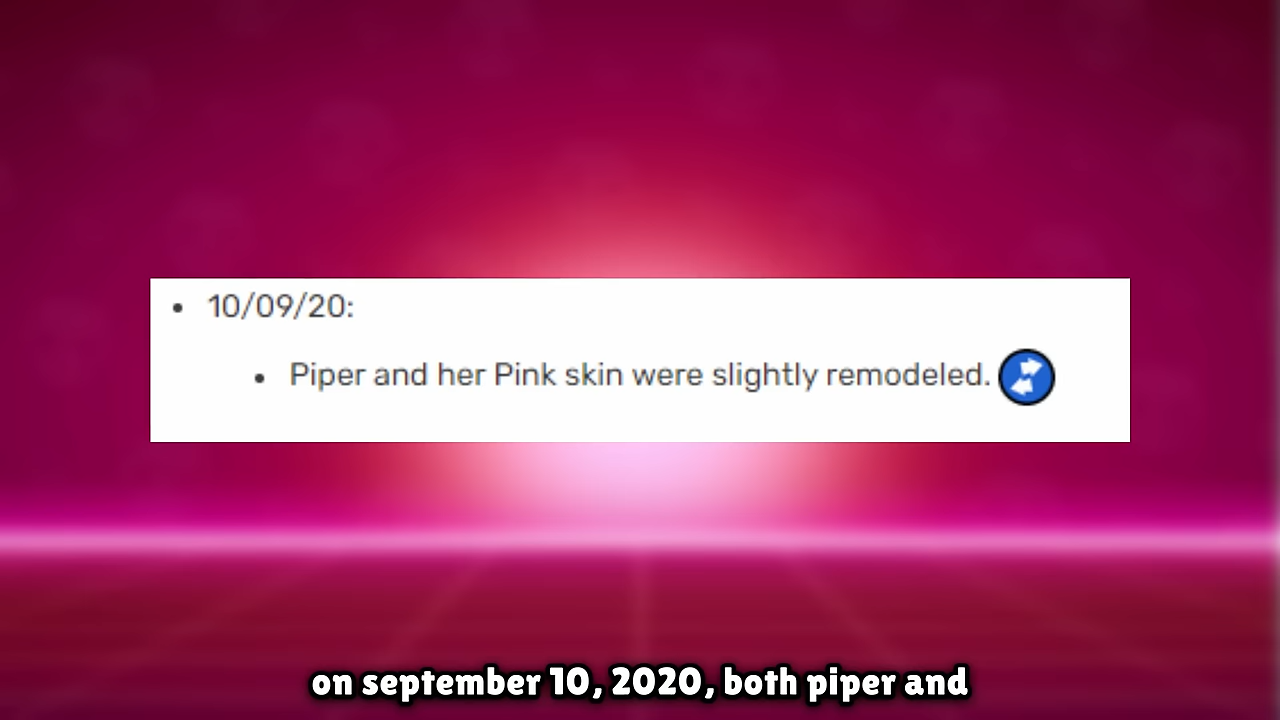 10/09/20:
Piper and her Pink skin were slightly remodeled.
on september 10, 2020, both piper and